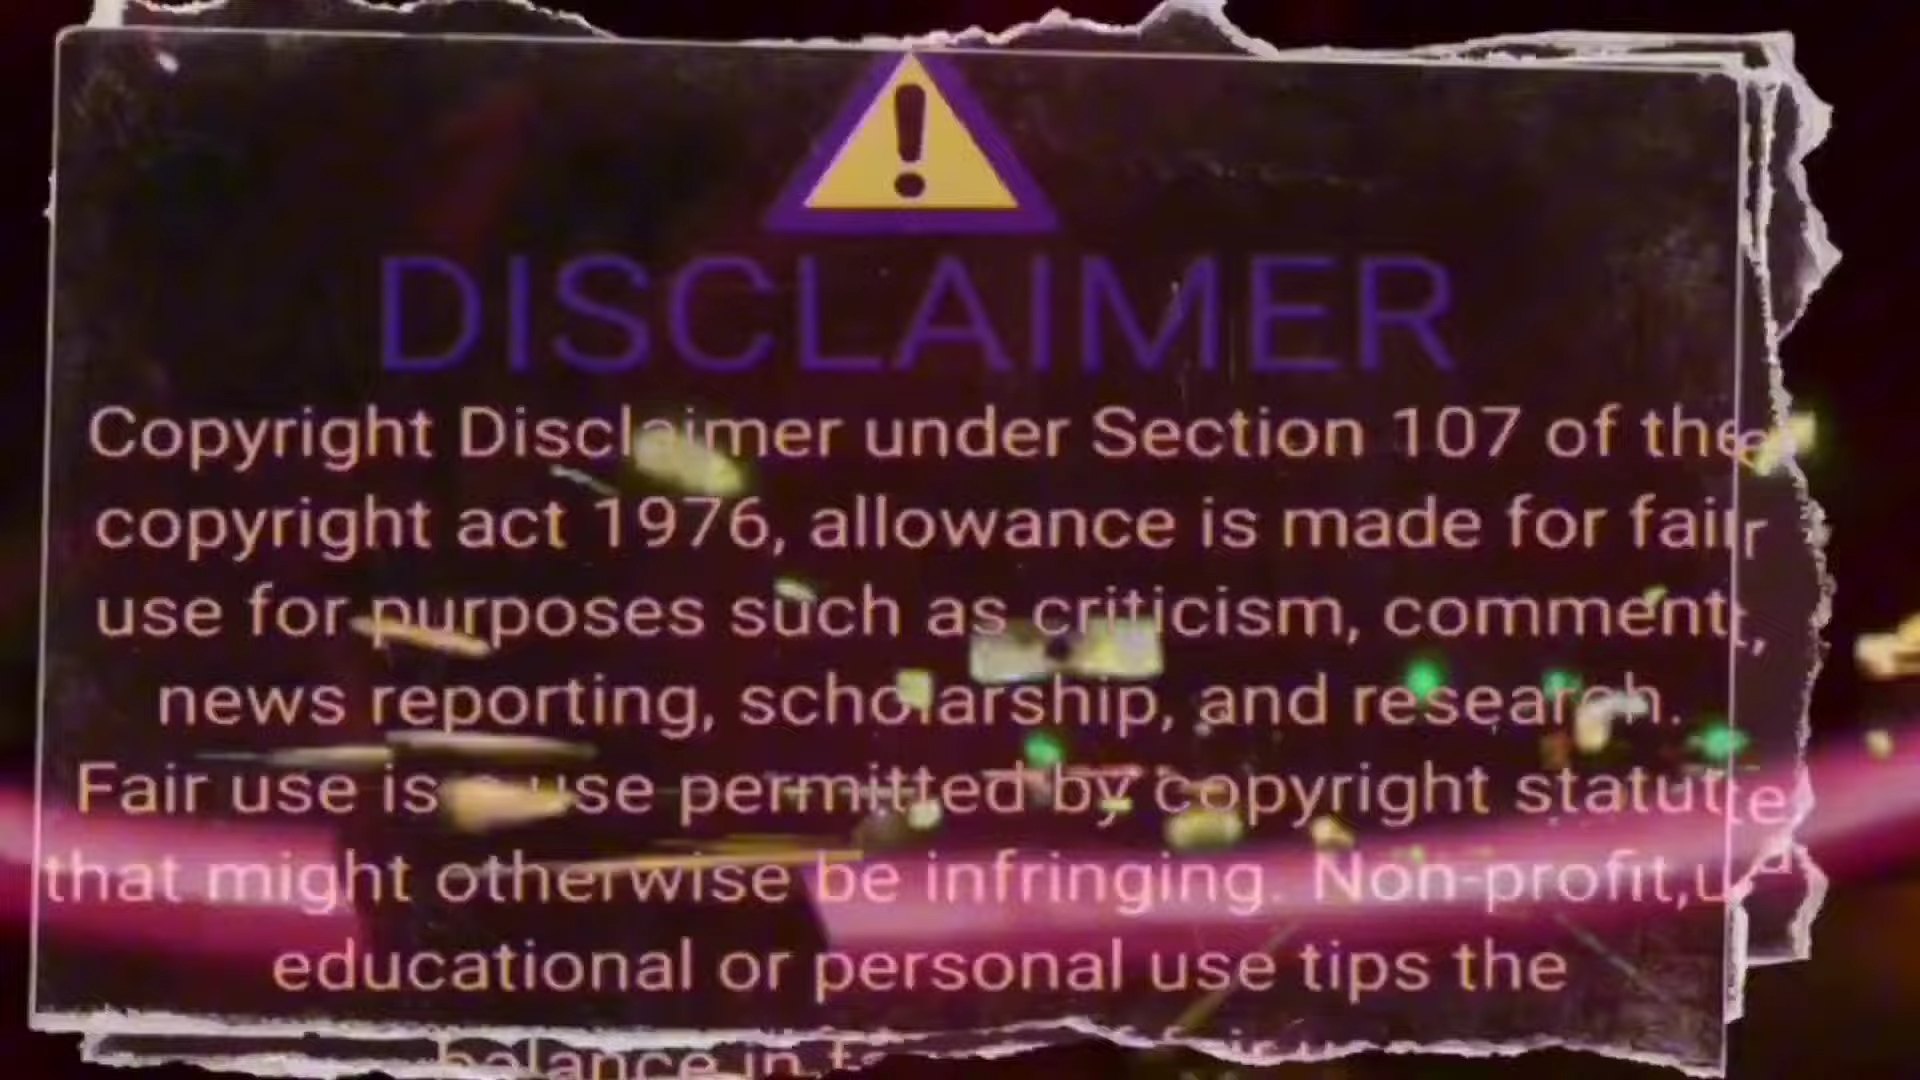 DISCLAIMER
Copyright Disclaimer under Section 107 of the
copyright act 1976, allowance is made for fair
use for purposes such as criticism, comment,
news reporting, scholarship, and research.
Fair use is use permitted by copyright statute
that might otherwise be infringing. Non-profit,
educational or personal use tips the
balance in